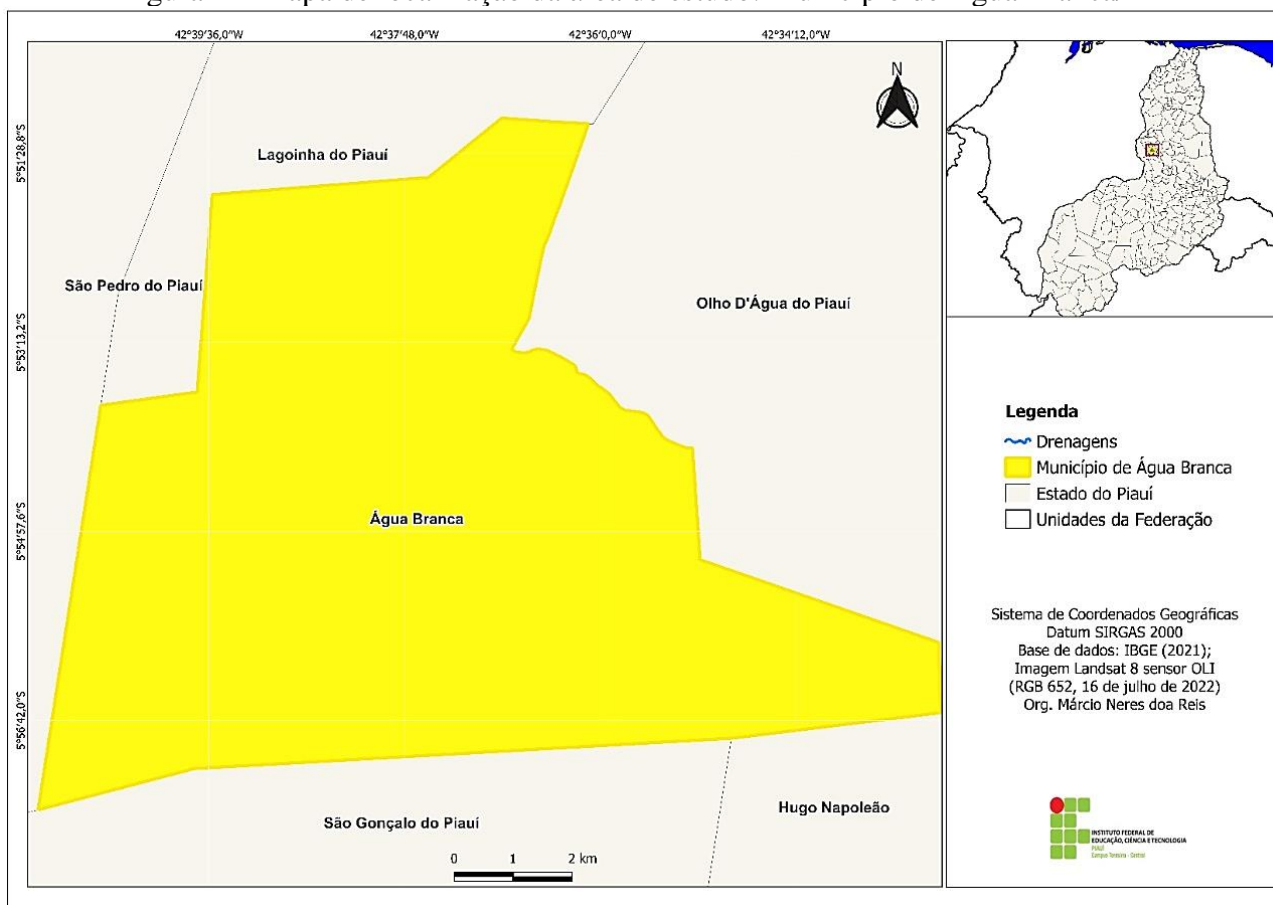 42°39'36,0"W 42°37'48,0"W 42°36'0,0"W 42°34'12,0"W
5°51'28,8"S
5°53'13,2"S
5°54'57,6"S
5°56'42,0"S
N
Lagoinha do Piauí
São Pedro do Piauí
Olho D'Água do Piauí
Água Branca
São Gonçalo do Piauí
Hugo Napoleão
0 1 2 km
Legenda
Drenagens
Município de Água Branca
Estado do Piauí
Unidades da Federação
Sistema de Coordenados Geográficas
Datum SIRGAS 2000
Base de dados: IBGE (2021);
Imagem Landsat 8 sensor OLI
(RGB 652, 16 de julho de 2022)
Org. Márcio Neres doa Reis
INSTITUTO FEDERAL DE
EDUCAÇÃO, CIÊNCIA E TECNOLOGIA
PIAUÍ
Campus Teresina - Central